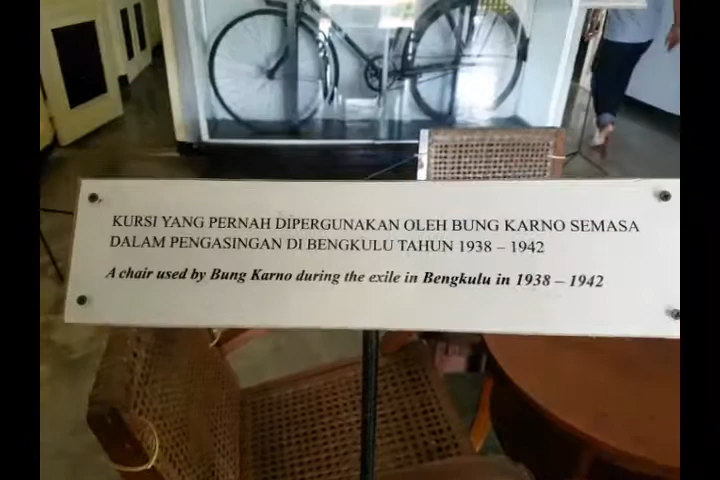 KURSI YANG PERNAH DIPERGUNAKAN OLEH BUNG KARNO SEMASA
DALAM PENGASINGAN DI BENGKULU TAHUN 1938 – 1942
A chair used by Bung Karno during the exile in Bengkulu in 1938 – 1942